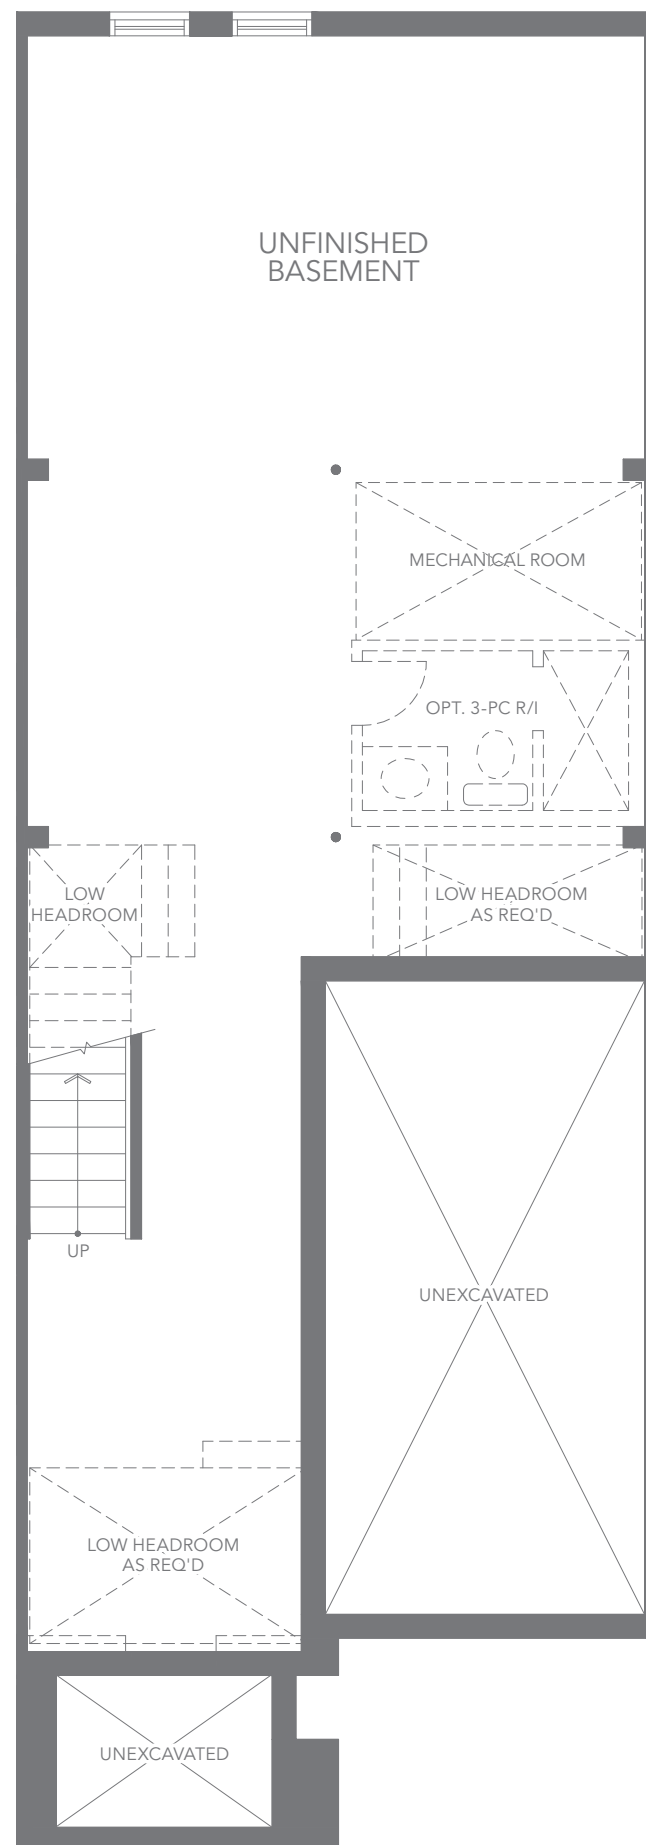 UNFINISHED
BASEMENT
MECHANICAL ROOM
OPT. 3-PC R/I
LOW
HEADROOM
LOW HEADROOM
AS REQ'D
UP
UNEXCAVATED
LOW HEADROOM
AS REQ'D
UNEXCAVATED